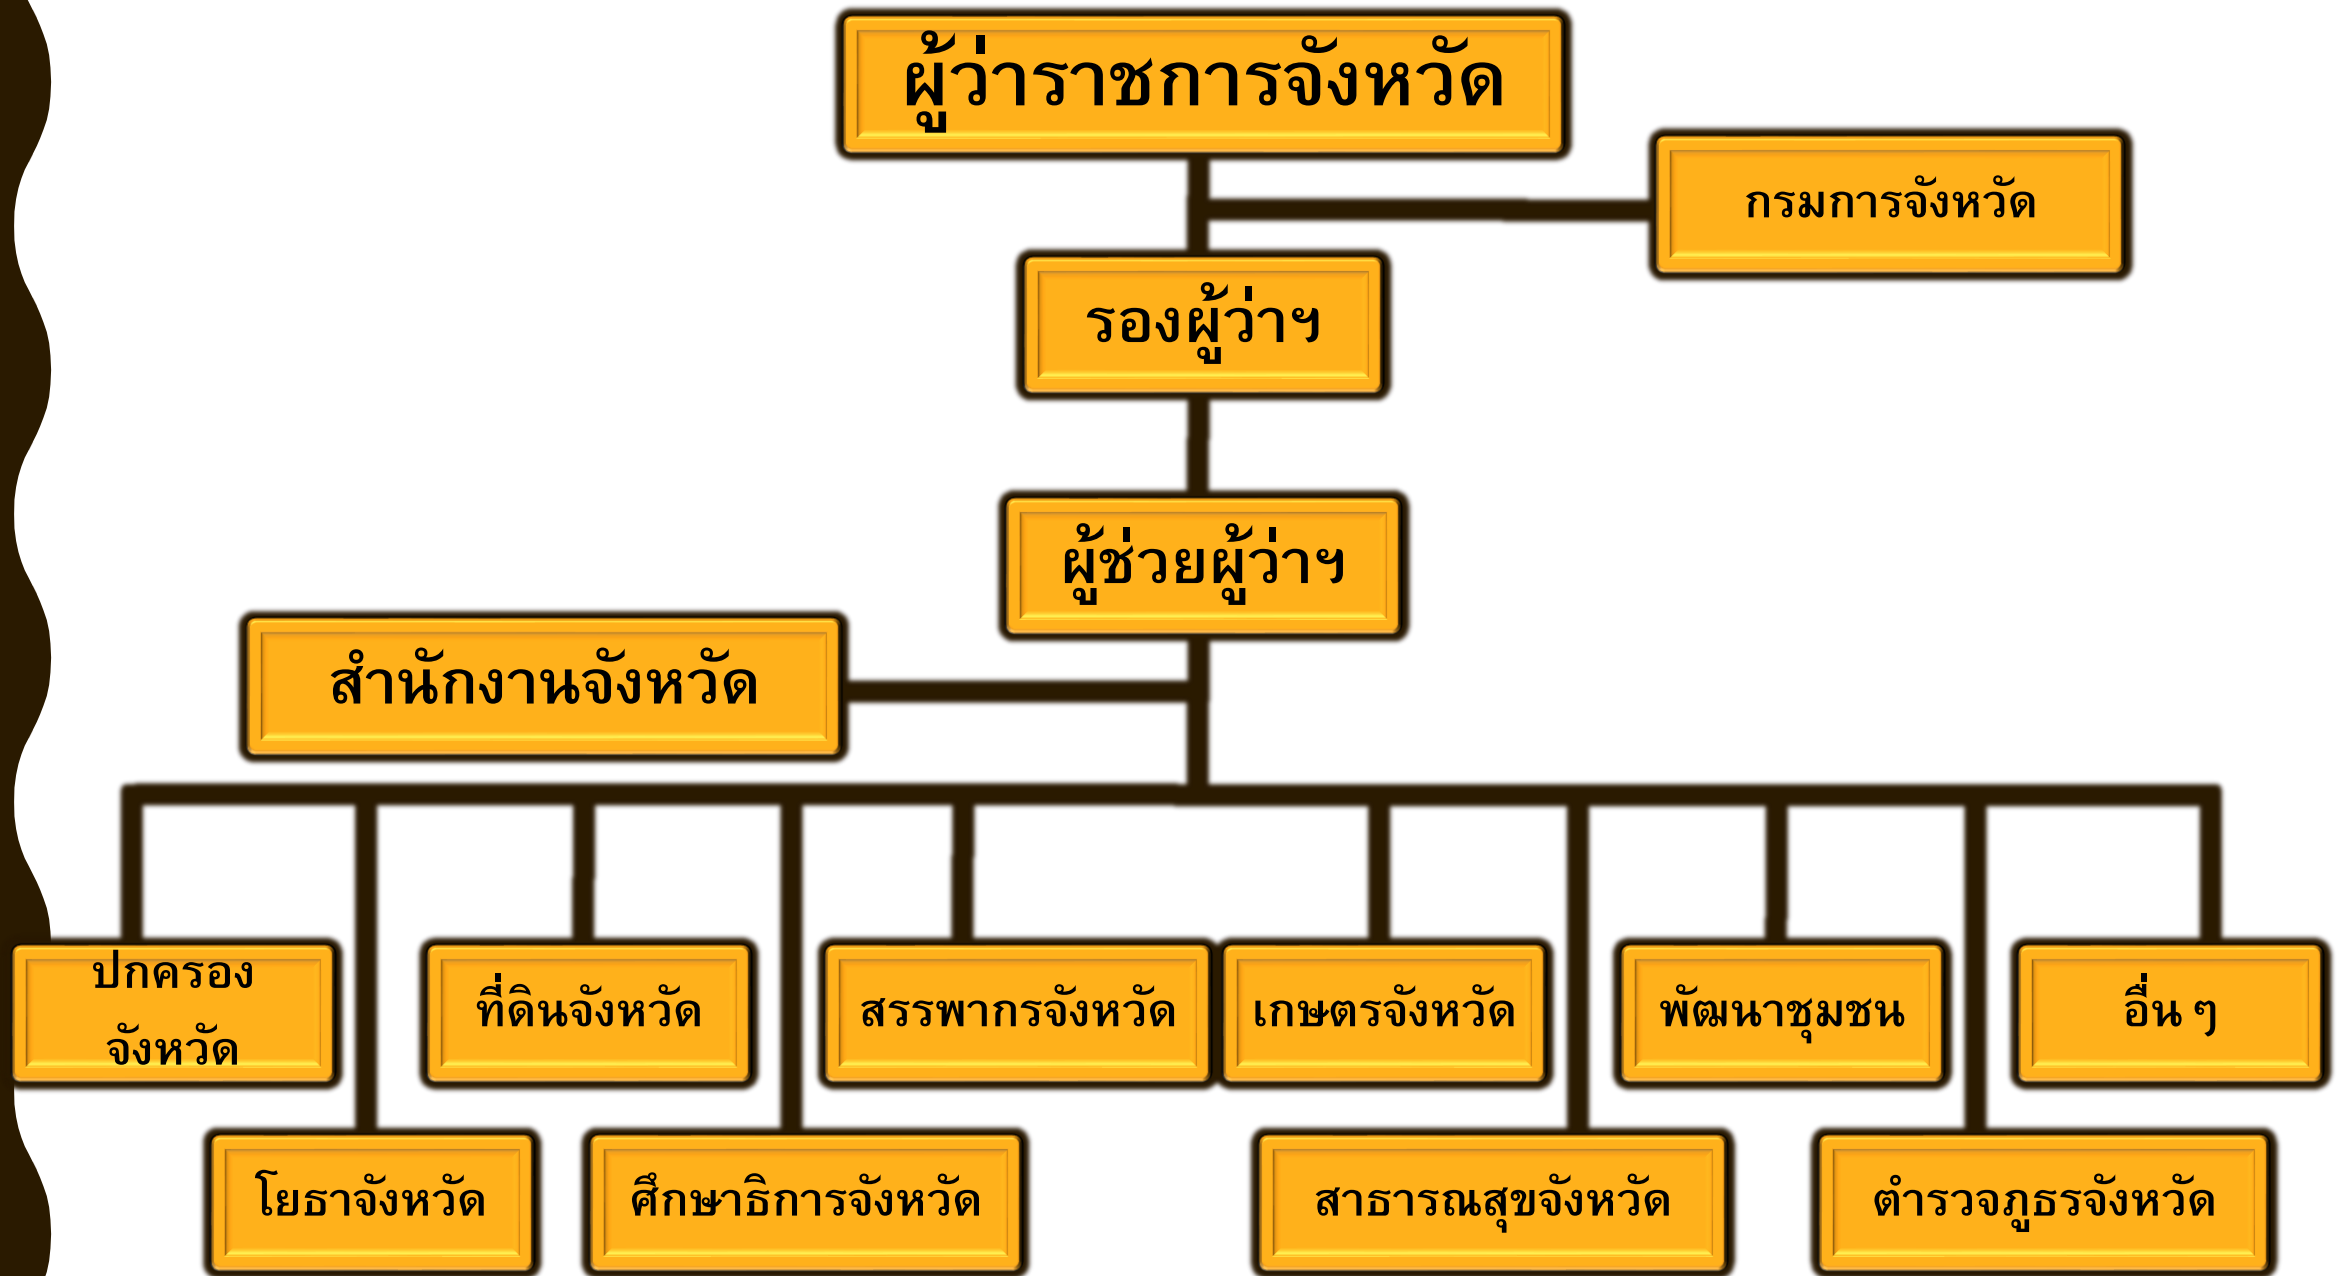 ผู้ว่าราชการจังหวัด
กรมการจังหวัด
รองผู้ว่าฯ
ผู้ช่วยผู้ว่าฯ
สำนักงานจังหวัด
ปกครอง
จังหวัด
ที่ดินจังหวัด
สรรพากรจังหวัด
เกษตรจังหวัด
พัฒนาชุมชน
อื่น ๆ
โยธาจังหวัด
ศึกษาธิการจังหวัด
สาธารณสุขจังหวัด
ตำรวจภูธรจังหวัด